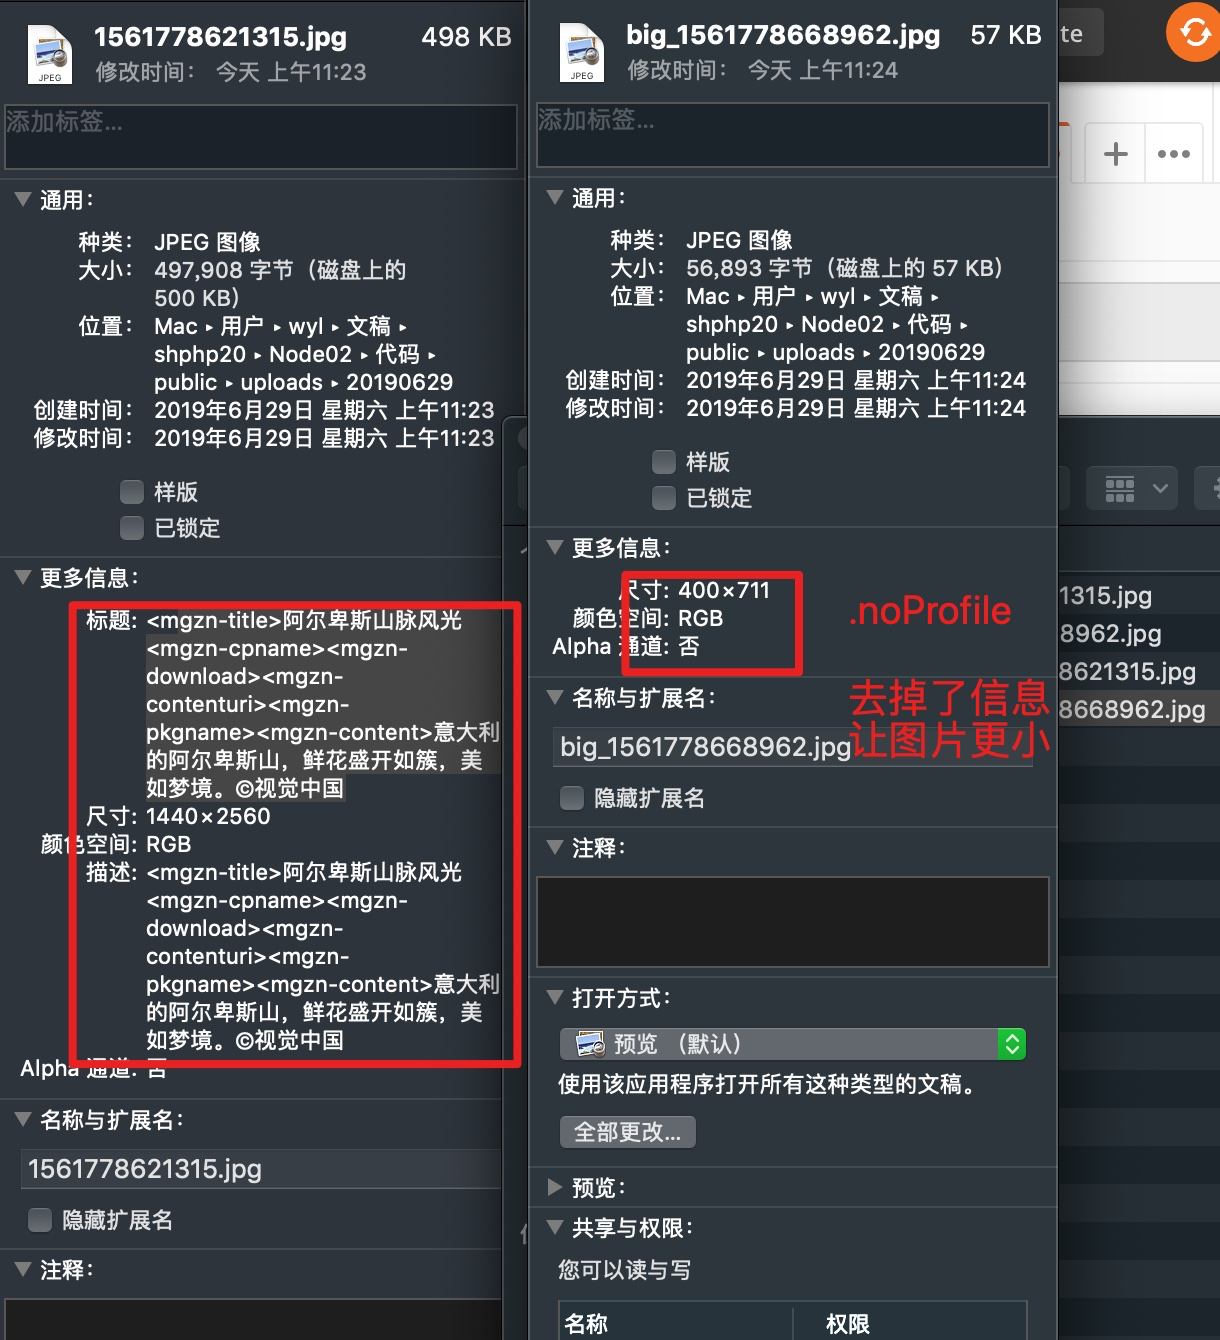 1561778621315.jpg 498 KB
修改时间： 今天 上午11:23
添加标签...
通用：
种类： JPEG 图像
大小： 497,908 字节（磁盘上的
500 KB）
位置： Mac ▸ 用户 ▸ wyl ▸ 文稿 ▸
shphp20 ▸ Node02 ▸ 代码 ▸
public ▸ uploads ▸ 20190629
创建时间： 2019年6月29日 星期六 上午11:23
修改时间： 2019年6月29日 星期六 上午11:23
样版
已锁定
更多信息：
标题: <mgzn-title>阿尔卑斯山脉风光
<mgzn-cpname><mgzn-
download><mgzn-
contenturi><mgzn-
pkgname><mgzn-content>意大利
的阿尔卑斯山，鲜花盛开如簇，美
如梦境。©视觉中国
尺寸: 1440×2560
颜色空间: RGB
描述: <mgzn-title>阿尔卑斯山脉风光
<mgzn-cpname><mgzn-
download><mgzn-
contenturi><mgzn-
pkgname><mgzn-content>意大利
的阿尔卑斯山，鲜花盛开如簇，美
如梦境。©视觉中国
Alpha 通道: 否
名称与扩展名：
1561778621315.jpg
隐藏扩展名
注释：
big_1561778668962.jpg 57 KB
修改时间： 今天 上午11:24
添加标签...
通用：
种类： JPEG 图像
大小： 56,893 字节（磁盘上的 57 KB）
位置： Mac ▸ 用户 ▸ wyl ▸ 文稿 ▸
shphp20 ▸ Node02 ▸ 代码 ▸
public ▸ uploads ▸ 20190629
创建时间： 2019年6月29日 星期六 上午11:24
修改时间： 2019年6月29日 星期六 上午11:24
样版
已锁定
更多信息：
尺寸: 400×711
颜色空间: RGB
Alpha 通道: 否
.noProfile
去掉了信息
让图片更小
名称与扩展名：
big_1561778668962.jpg
隐藏扩展名
注释：
打开方式：
预览 （默认）
使用该应用程序打开所有这种类型的文稿。
全部更改...
预览：
共享与权限：
您可以读与写
名称 权限
te
1315.jpg
8962.jpg
8621315.jpg
8668962.jpg